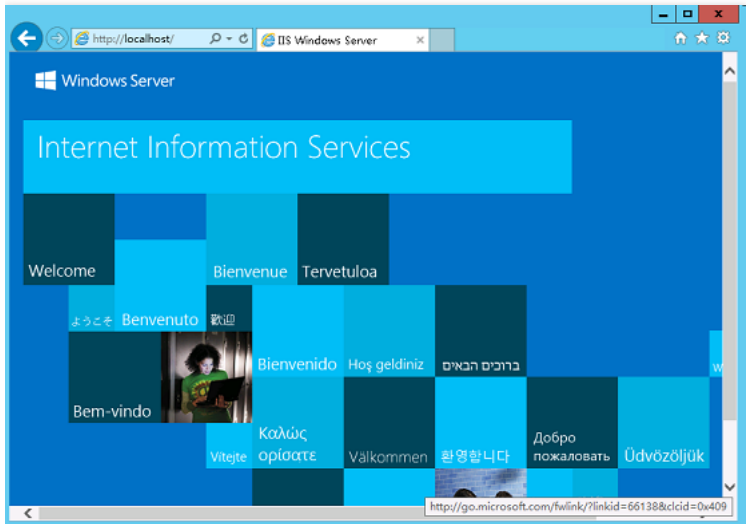 http://localhost/
IIS Windows Server
Windows Server
Internet Information Services
Welcome
Bienvenue
Tervetuloa
ようこそ
Benvenuto
歡迎
Bienvenido
Hoş geldiniz
ברוכים הבאים
Bem-vindo
Vítejte
Καλώς
ορίσατε
Välkommen
환영합니다
Добро
пожаловать
Üdvözöljük
http://go.microsoft.com/fwlink/?linkid=66138&clcid=0x409